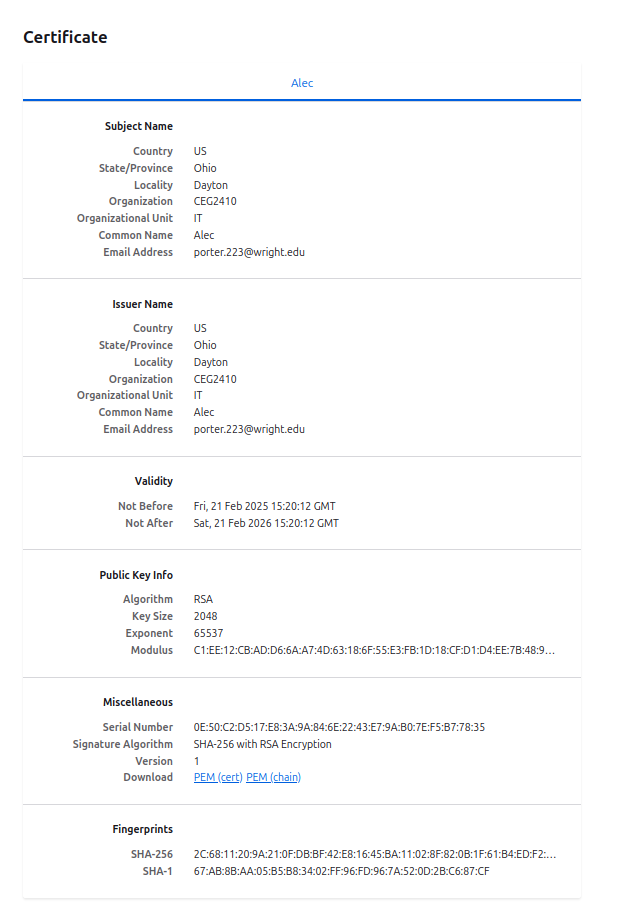 Certificate
Alec
Subject Name
Country US
State/Province Ohio
Locality Dayton
Organization CEG2410
Organizational Unit IT
Common Name Alec
Email Address porter.223@wright.edu
Issuer Name
Country US
State/Province Ohio
Locality Dayton
Organization CEG2410
Organizational Unit IT
Common Name Alec
Email Address porter.223@wright.edu
Validity
Not Before Fri, 21 Feb 2025 15:20:12 GMT
Not After Sat, 21 Feb 2026 15:20:12 GMT
Public Key Info
Algorithm RSA
Key Size 2048
Exponent 65537
Modulus C1:EE:12:CB:AD:D6:6A:A7:4D:63:18:6F:55:E3:FB:1D:18:CF:D1:D4:EE:7B:48:9…
Miscellaneous
Serial Number 0E:50:C2:D5:17:E8:3A:9A:84:6E:22:43:E7:9A:B0:7E:F5:B7:78:35
Signature Algorithm SHA-256 with RSA Encryption
Version 1
Download PEM (cert) PEM (chain)
Fingerprints
SHA-256 2C:68:11:20:9A:21:0F:DB:BF:42:E8:16:45:BA:11:02:8F:82:0B:1F:61:B4:ED:F2:…
SHA-1 67:AB:8B:AA:05:B5:B8:34:02:FF:96:FD:96:7A:52:0D:2B:C6:87:CF